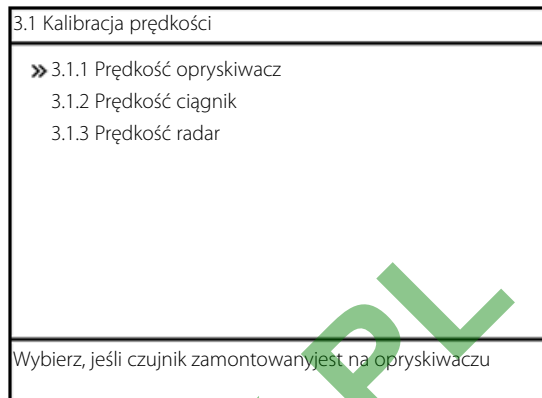 3.1 Kalibracja prędkości
» 3.1.1 Prędkość opryskiwacz
3.1.2 Prędkość ciągnik
3.1.3 Prędkość radar
Wybierz, jeśli czujnik zamontowanyjest na opryskiwaczu
PL